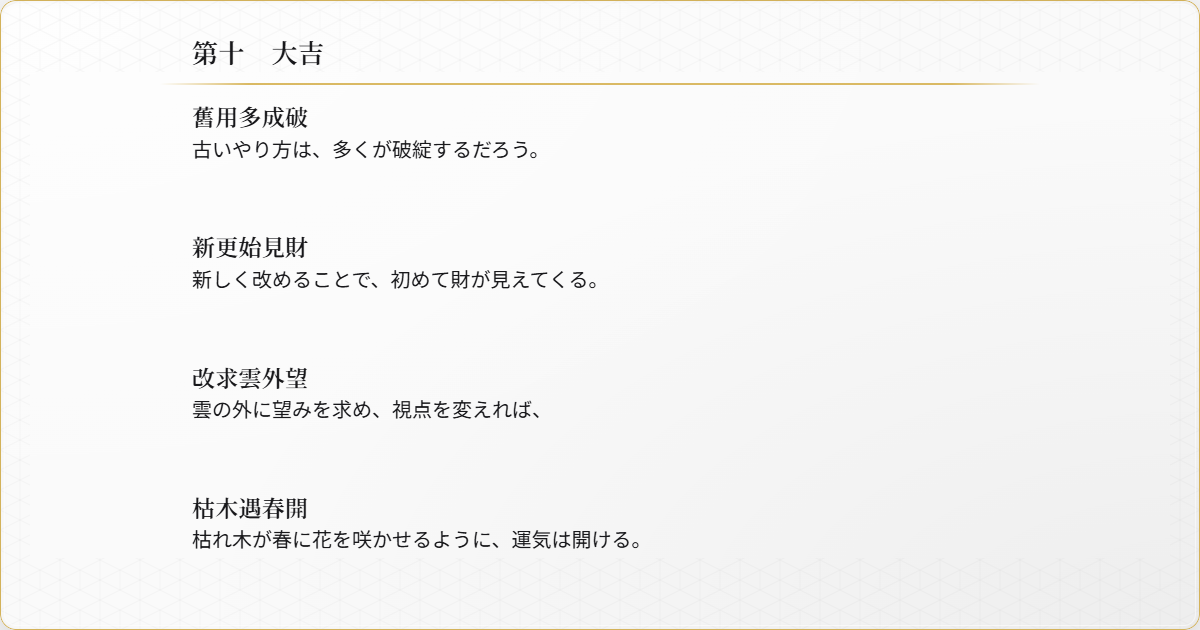 第十　大吉
舊用多成破
古いやり方は、多くが破綻するだろう。
新更始見財
新しく改めることで、初めて財が見えてくる。
改求雲外望
雲の外に望みを求め、視点を変えれば、
枯木遇春開
枯れ木が春に花を咲かせるように、運気は開ける。